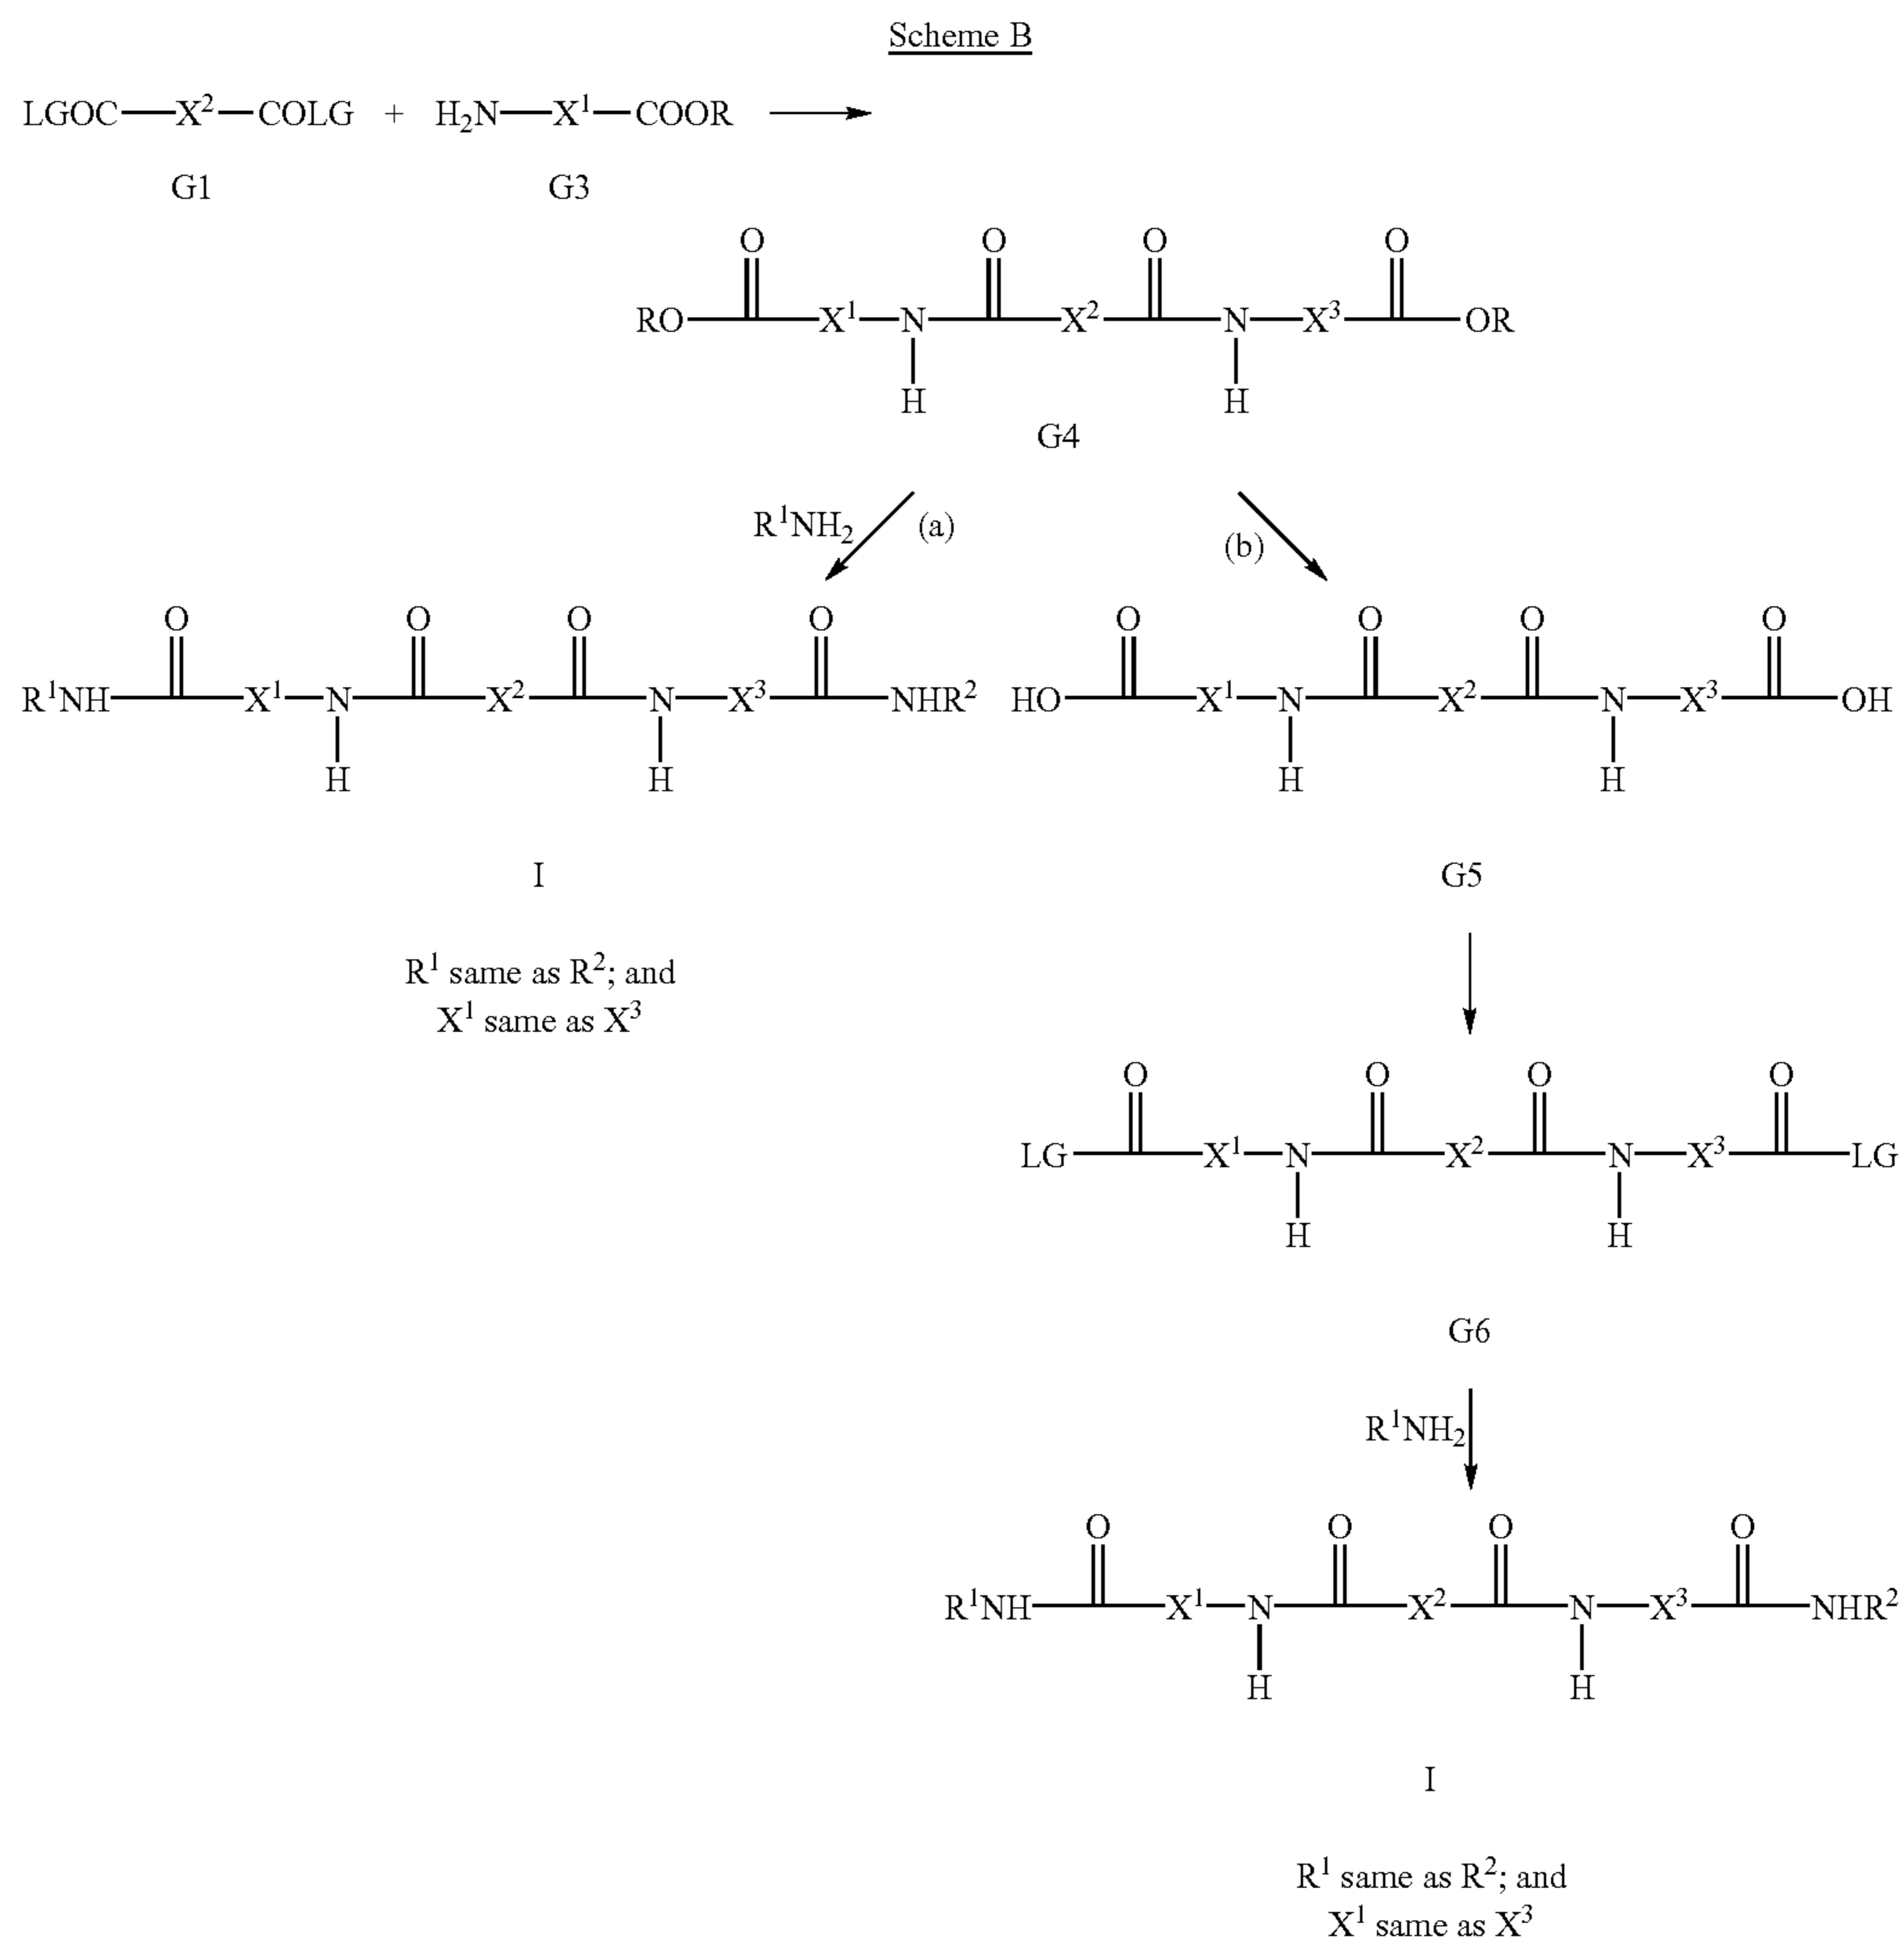 Scheme B
LGOC—X² —COLG + H₂N—X¹—COOR
G1 G3
O O O O
RO X¹ N X² N X³ OR
H H
G4
R¹NH₂ (a) (b)
O O O O O O O O
R¹NH X¹ N X² N X³ NHR² HO X¹ N X² N X³ OH
H H H H
I G5
R¹ same as R²; and
X¹ same as X³
O O O O
LG X¹ N X² N X³ LG
H H
G6
R¹NH₂
O O O O
R¹NH X¹ N X² N X³ NHR²
H H
I
R¹ same as R²; and
X¹ same as X³